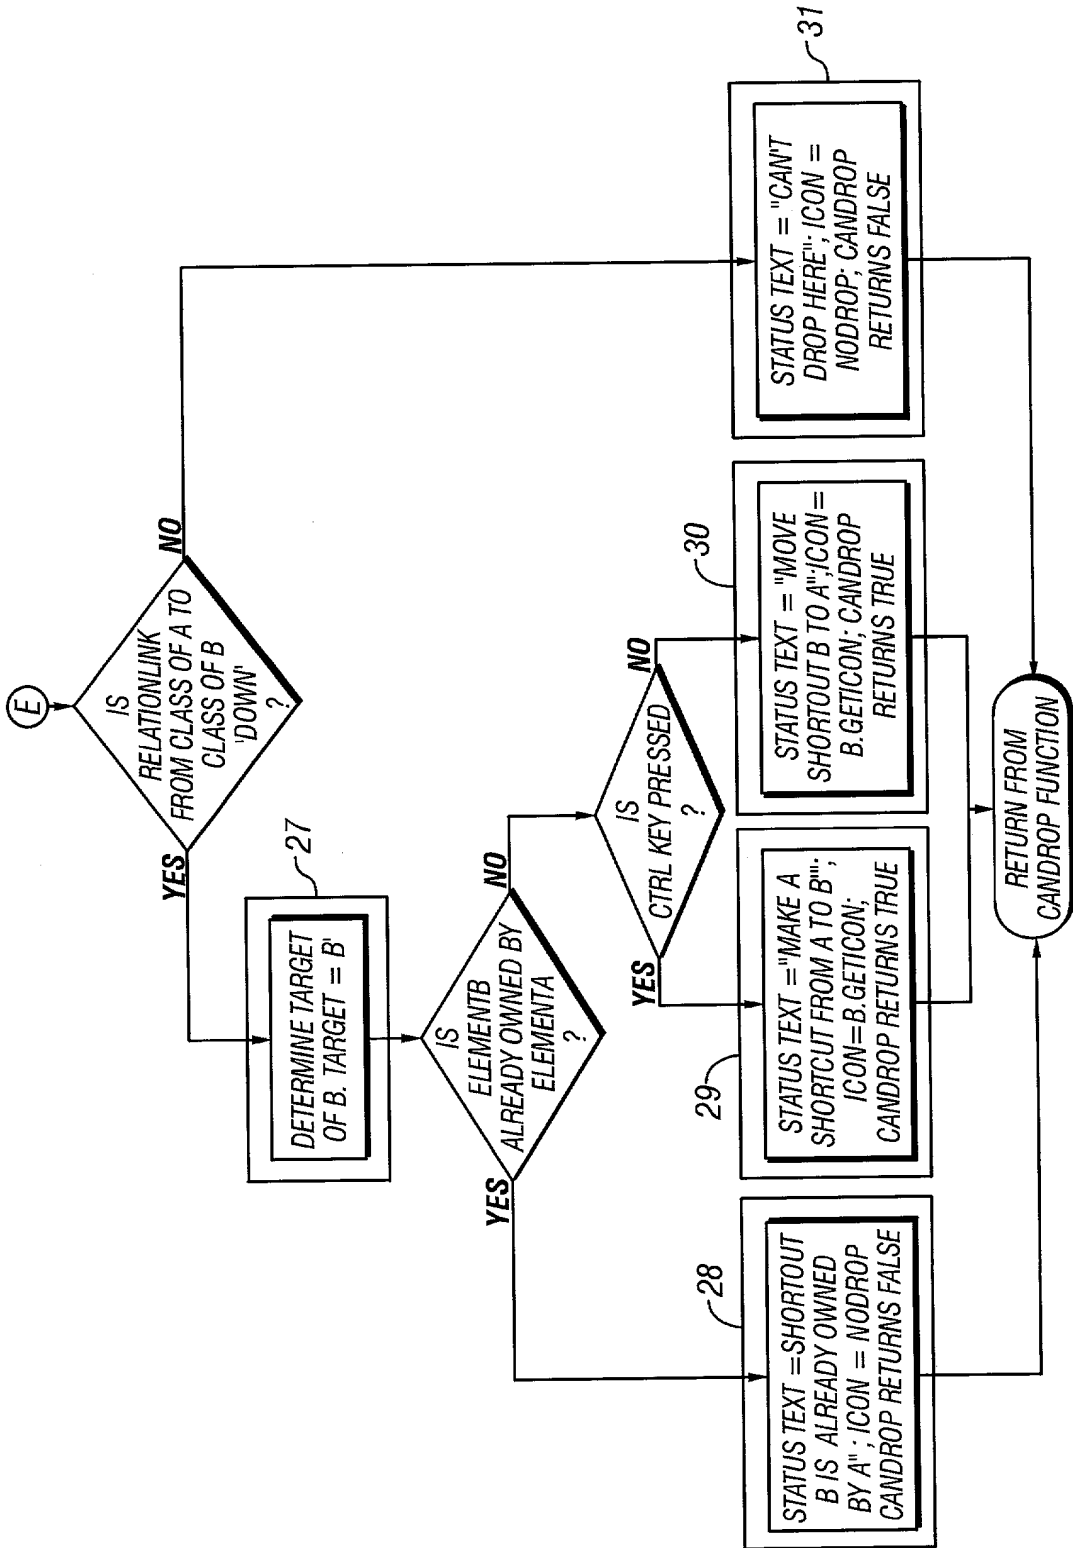 E
IS
RELATIONLINK
FROM CLASS OF A TO
CLASS OF B
'DOWN'
?
YES
NO
27
DETERMINE TARGET
OF B. TARGET = B'
IS
ELEMENTB
ALREADY OWNED BY
ELEMENTA
?
YES
NO
IS
CTRL KEY PRESSED
?
YES
NO
28
STATUS TEXT =SHORTOUT
B IS ALREADY OWNED
BY A" ; ICON = NODROP
CANDROP RETURNS FALSE
29
STATUS TEXT ="MAKE A
SHORTCUT FROM A TO B'";
ICON=B.GETICON;
CANDROP RETURNS TRUE
30
STATUS TEXT = "MOVE
SHORTOUT B TO A";ICON=
B.GETICON; CANDROP
RETURNS TRUE
31
STATUS TEXT = "CAN'T
DROP HERE"; ICON =
NODROP; CANDROP
RETURNS FALSE
RETURN FROM
CANDROP FUNCTION